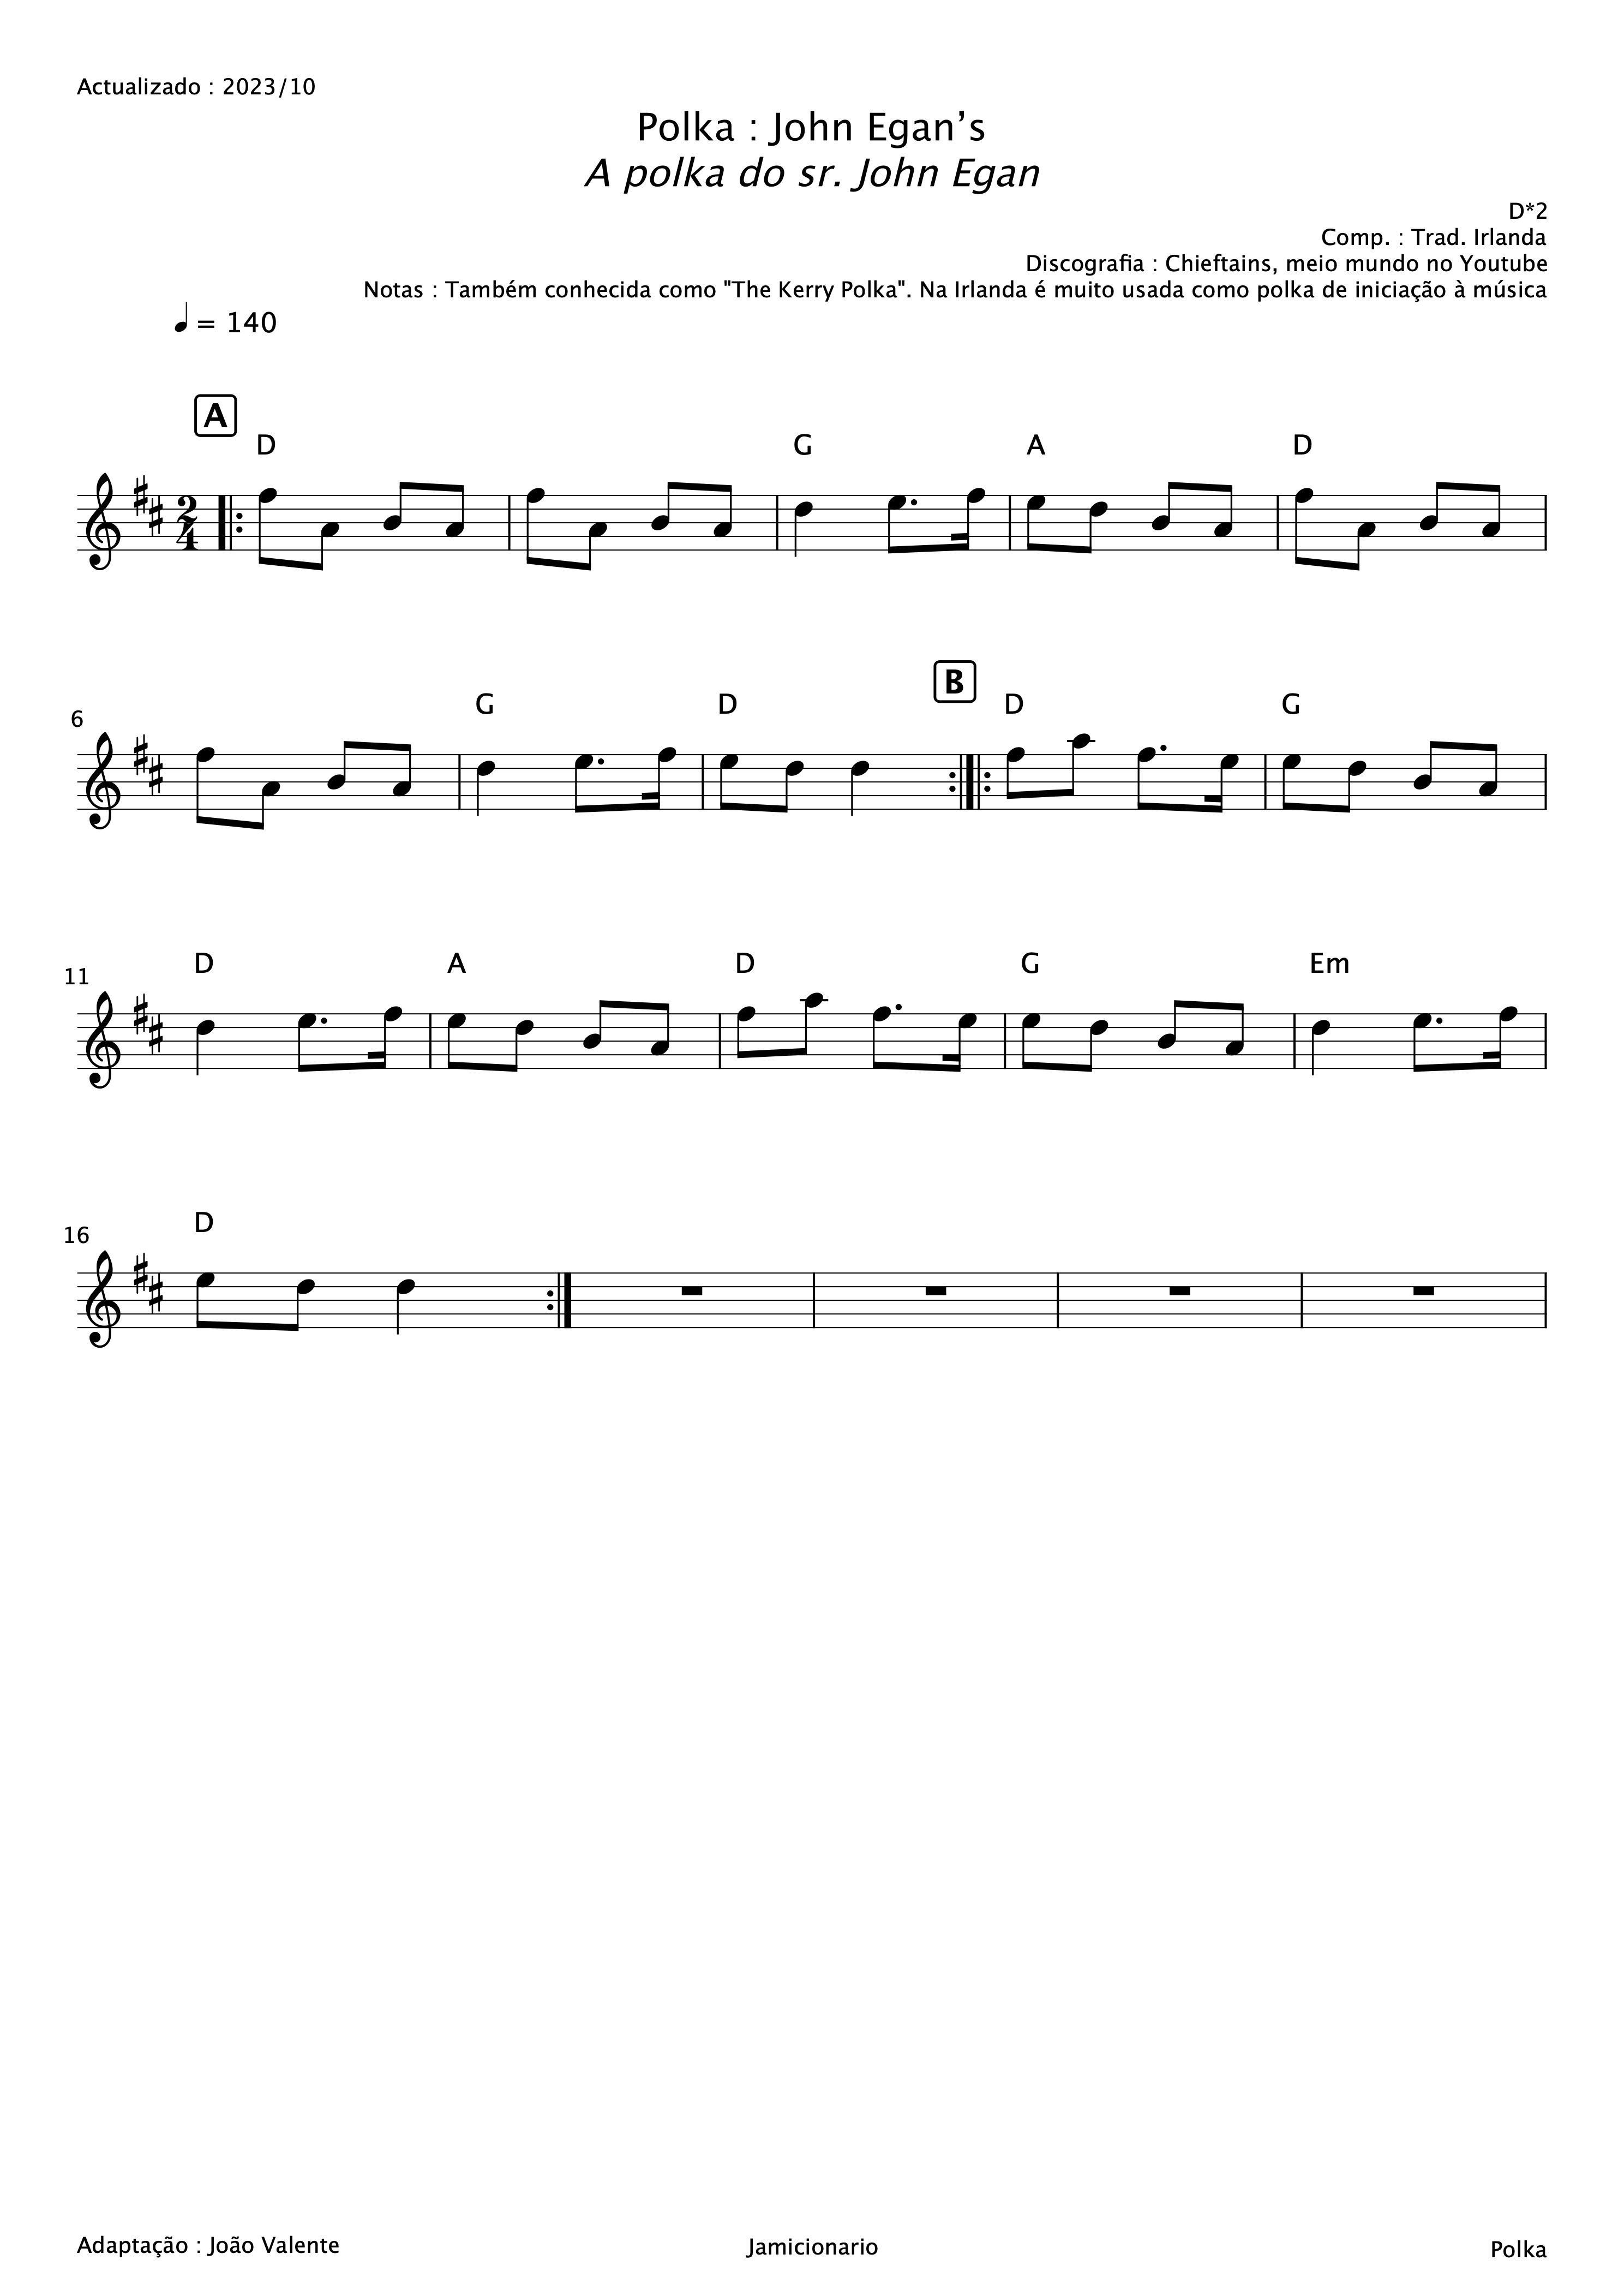 Actualizado : 2023/10
Polka : John Egan’s
A polka do sr. John Egan
D*2
Comp. : Trad. Irlanda
Discografia : Chieftains, meio mundo no Youtube
Notas : Também conhecida como "The Kerry Polka". Na Irlanda é muito usada como polka de iniciação à música
= 140
A
D G A D
2
4
B
6 G D D G
11 D A D G Em
16 D
Adaptação : João Valente
Jamicionario
Polka